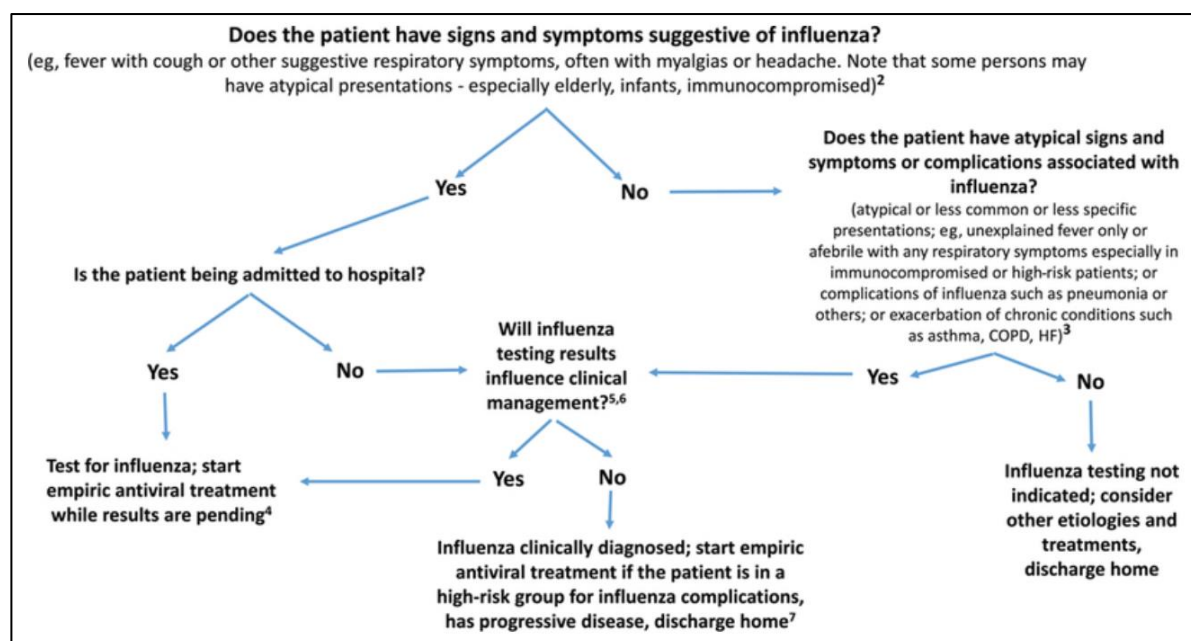 Does the patient have signs and symptoms suggestive of influenza?
(eg, fever with cough or other suggestive respiratory symptoms, often with myalgias or headache. Note that some persons may
have atypical presentations - especially elderly, infants, immunocompromised)²
Yes
No
Does the patient have atypical signs and
symptoms or complications associated with
influenza?
(atypical or less common or less specific
presentations; eg, unexplained fever only or
afebrile with any respiratory symptoms especially in
immunocompromised or high-risk patients; or
complications of influenza such as pneumonia or
others; or exacerbation of chronic conditions such
as asthma, COPD, HF)³
Is the patient being admitted to hospital?
Yes
No
Will influenza
testing results
influence clinical
management?⁵,⁶
Yes
No
Test for influenza; start
empiric antiviral treatment
while results are pending⁴
Yes
No
Influenza clinically diagnosed; start empiric
antiviral treatment if the patient is in a
high-risk group for influenza complications,
has progressive disease, discharge home⁷
Influenza testing not
indicated; consider
other etiologies and
treatments,
discharge home